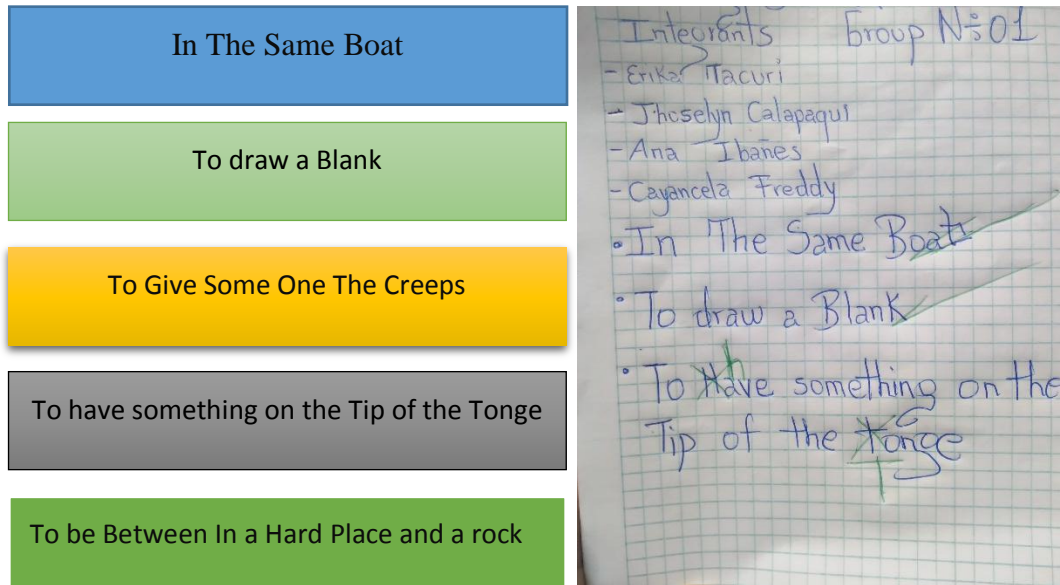 In The Same Boat
To draw a Blank
To Give Some One The Creeps
To have something on the Tip of the Tonge
To be Between In a Hard Place and a rock
Integrants Group Nº01
- Erika Tacuri
- Jhoselyn Calapaqui
- Ana Ibañes
- Cayancela Freddy
• In The Same Boat
• To draw a Blank
• To Have something on the
Tip of the Tonge